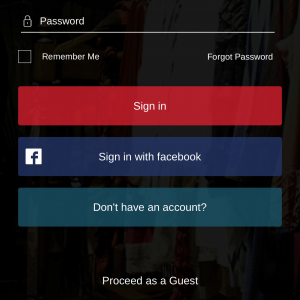 Password
Remember Me Forgot Password
Sign in
Sign in with facebook
Don't have an account?
Proceed as a Guest